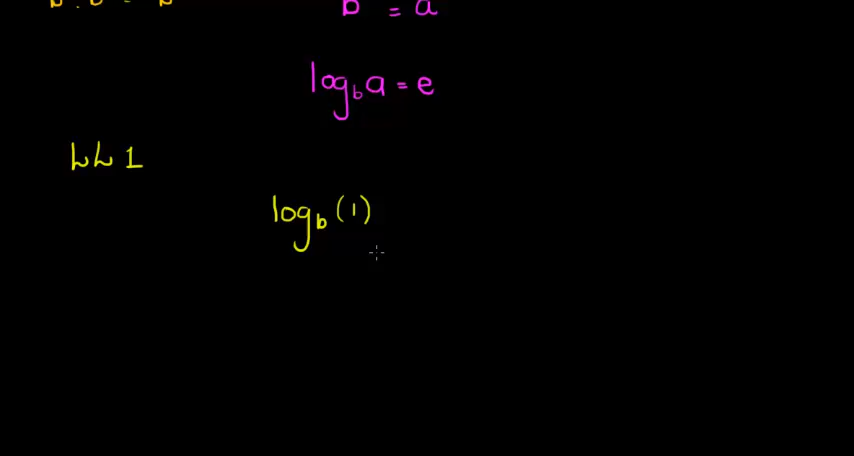 b = a
log_b a = e
LL 1
log_b (1)